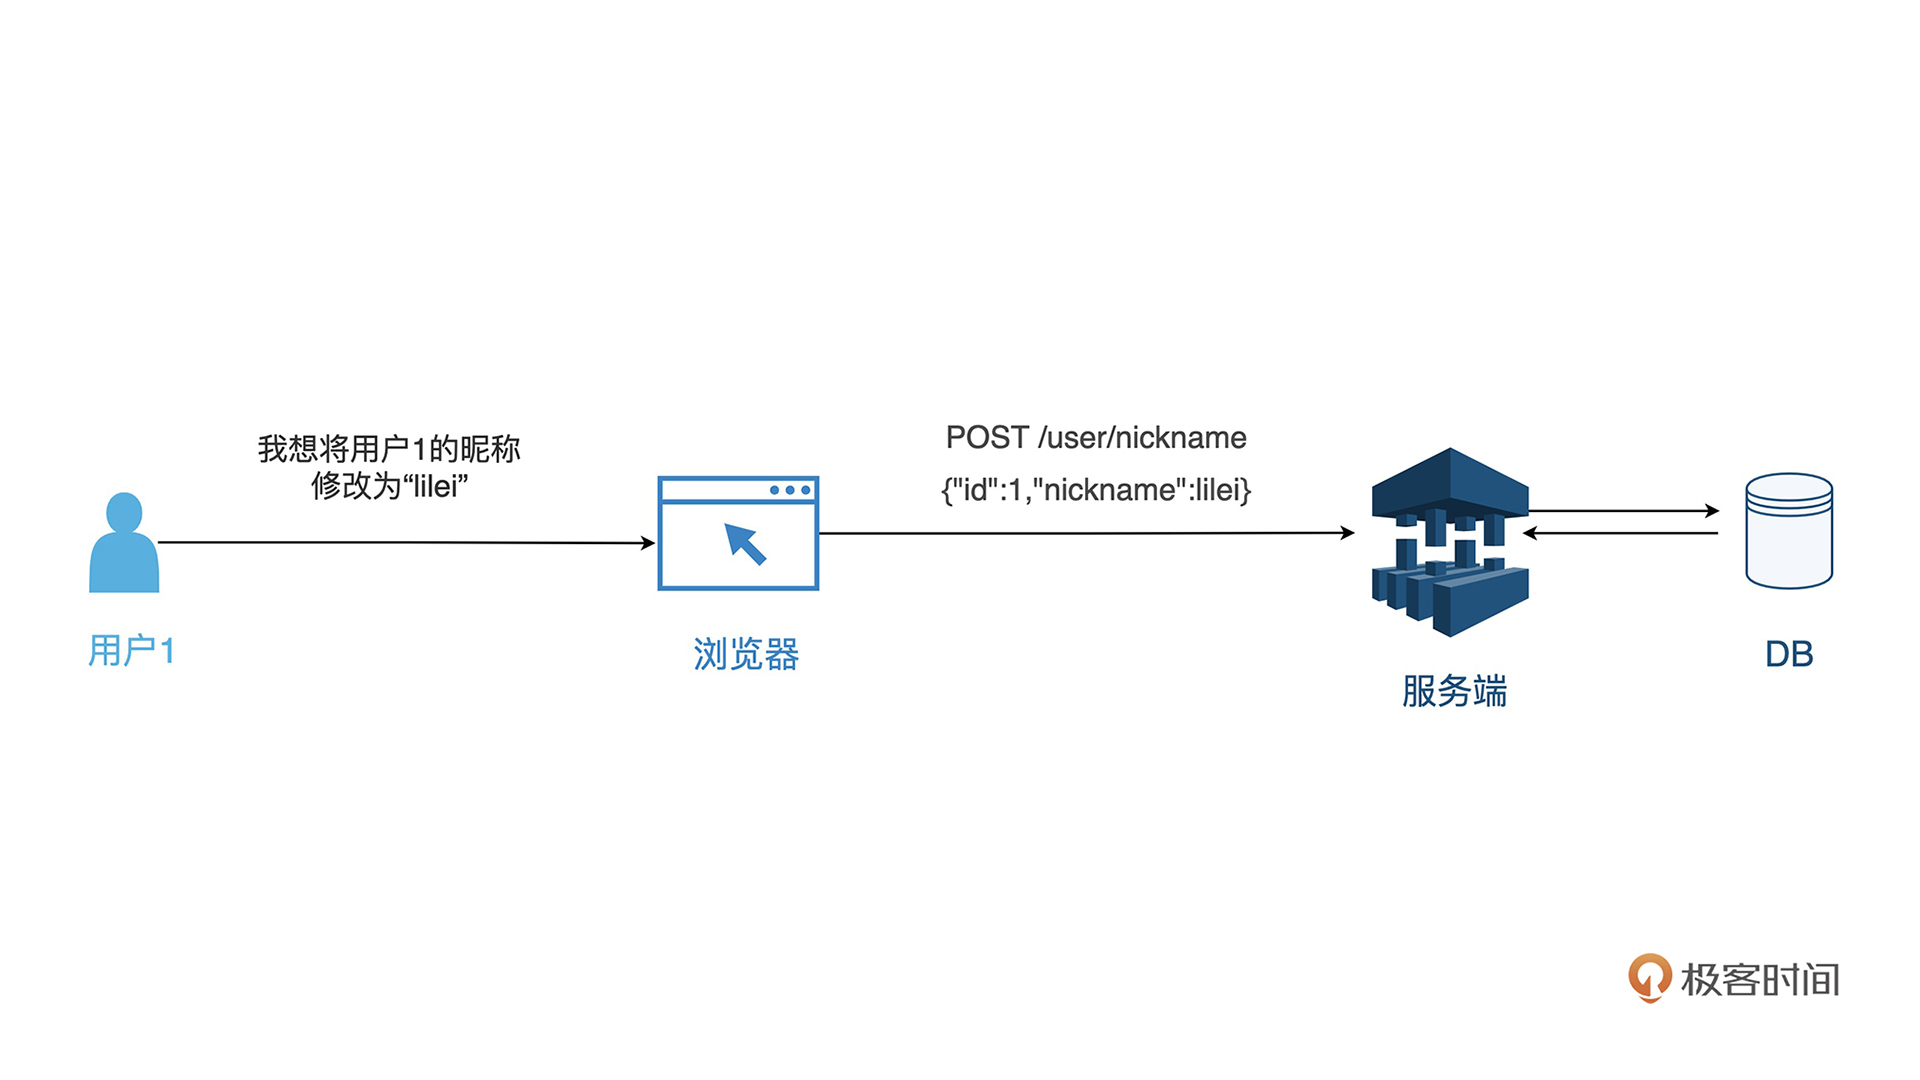 我想将用户1的昵称
修改为“lilei”
POST /user/nickname
{"id":1,"nickname":lilei}
用户1
浏览器
服务端
DB
极客时间